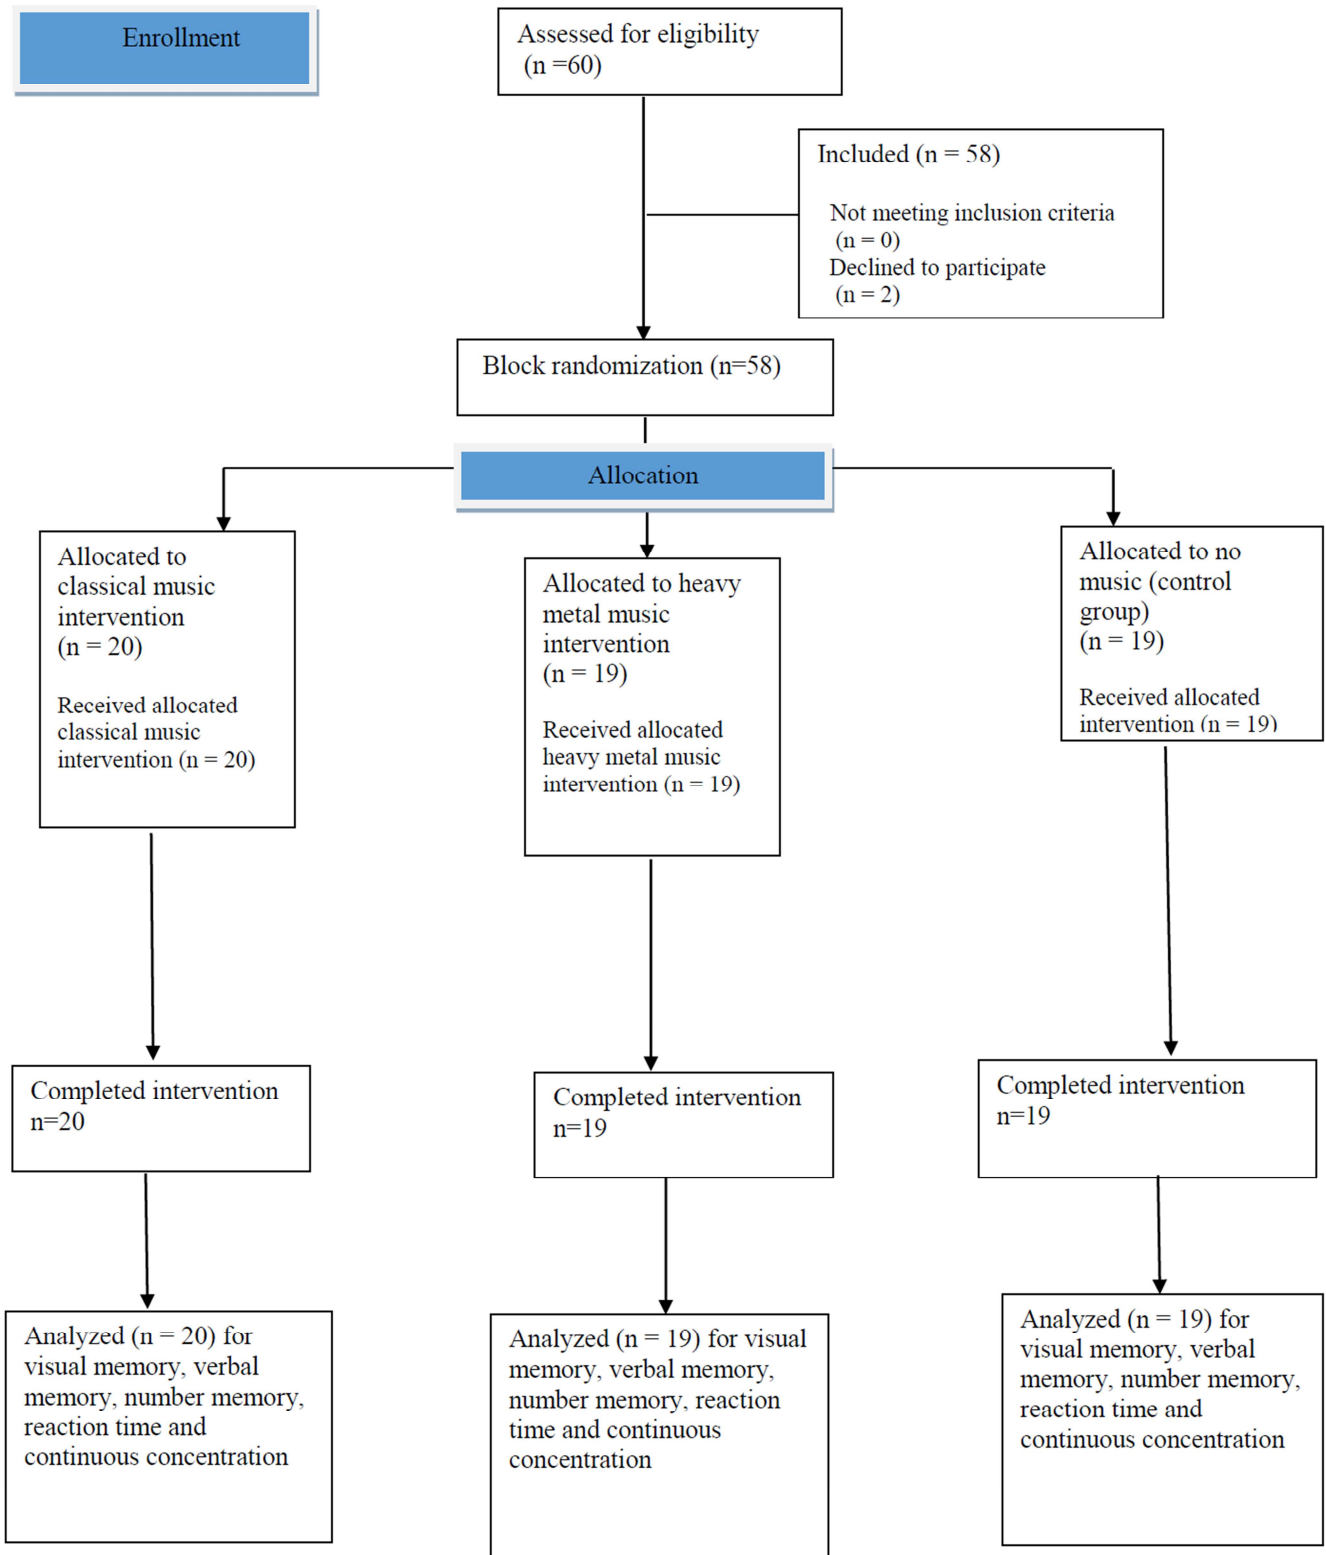 Enrollment
Assessed for eligibility
(n =60)
Included (n = 58)
Not meeting inclusion criteria
(n = 0)
Declined to participate
(n = 2)
Block randomization (n=58)
Allocation
Allocated to
classical music
intervention
(n = 20)
Received allocated
classical music
intervention (n = 20)
Allocated to heavy
metal music
intervention
(n = 19)
Received allocated
heavy metal music
intervention (n = 19)
Allocated to no
music (control
group)
(n = 19)
Received allocated
intervention (n = 19)
Completed intervention
n=20
Completed intervention
n=19
Completed intervention
n=19
Analyzed (n = 20) for
visual memory, verbal
memory, number memory,
reaction time and
continuous concentration
Analyzed (n = 19) for visual
memory, verbal memory,
number memory, reaction
time and continuous
concentration
Analyzed (n = 19) for
visual memory, verbal
memory, number memory,
reaction time and
continuous concentration